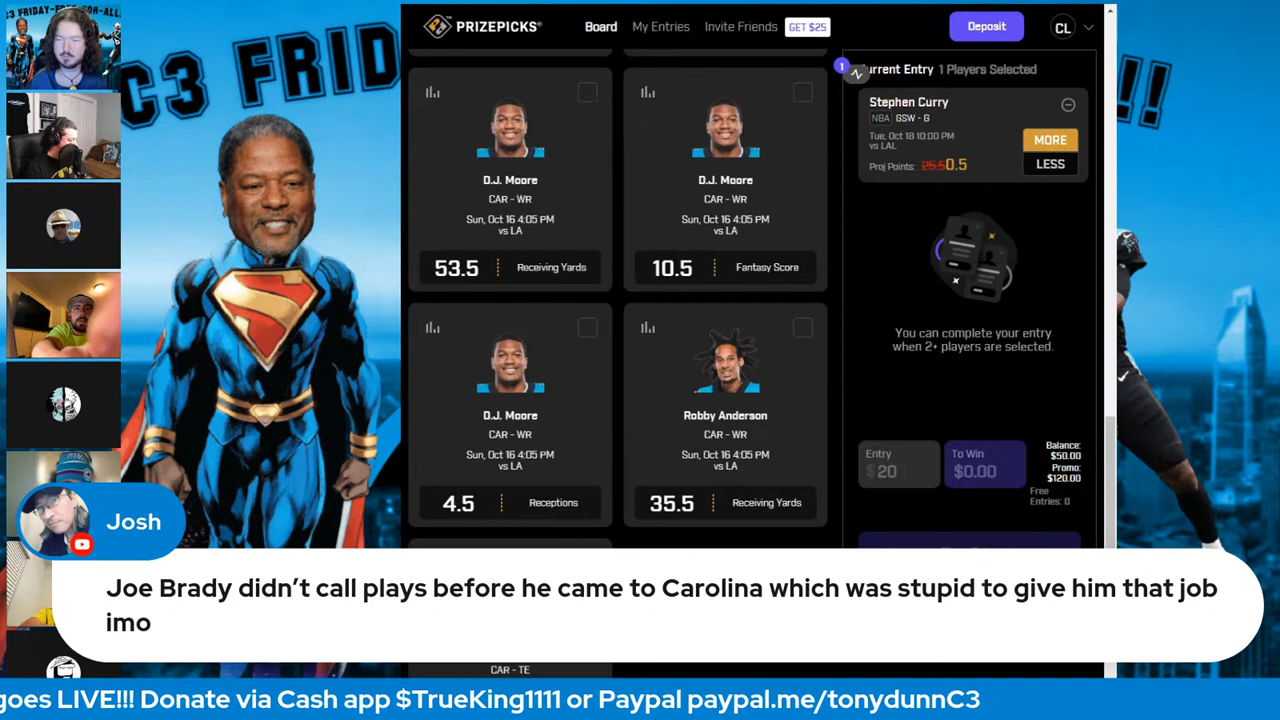 C3 FRIDAY-FREE-FOR-ALL!
C3 FRID
!!
PRIZEPICKS
Board
My Entries
Invite Friends
GET $25
Deposit
CL
D.J. Moore
CAR - WR
Sun, Oct 16 4:05 PM
vs LA
53.5
Receiving Yards
D.J. Moore
CAR - WR
Sun, Oct 16 4:05 PM
vs LA
10.5
Fantasy Score
D.J. Moore
CAR - WR
Sun, Oct 16 4:05 PM
vs LA
4.5
Receptions
Robby Anderson
CAR - WR
Sun, Oct 16 4:05 PM
vs LA
35.5
Receiving Yards
CAR - TE
1
urrent Entry 1 Players Selected
Stephen Curry
NBA GSW - G
Tue, Oct 18 10:00 PM
vs LAL
Proj Points: 25.5 0.5
MORE
LESS
You can complete your entry
when 2+ players are selected.
Entry
$20
To Win
$0.00
Balance:
$50.00
Promo:
$120.00
Free
Entries: 0
Josh
Joe Brady didn't call plays before he came to Carolina which was stupid to give him that job
imo
goes LIVE!!! Donate via Cash app $TrueKing1111 or Paypal paypal.me/tonydunnC3